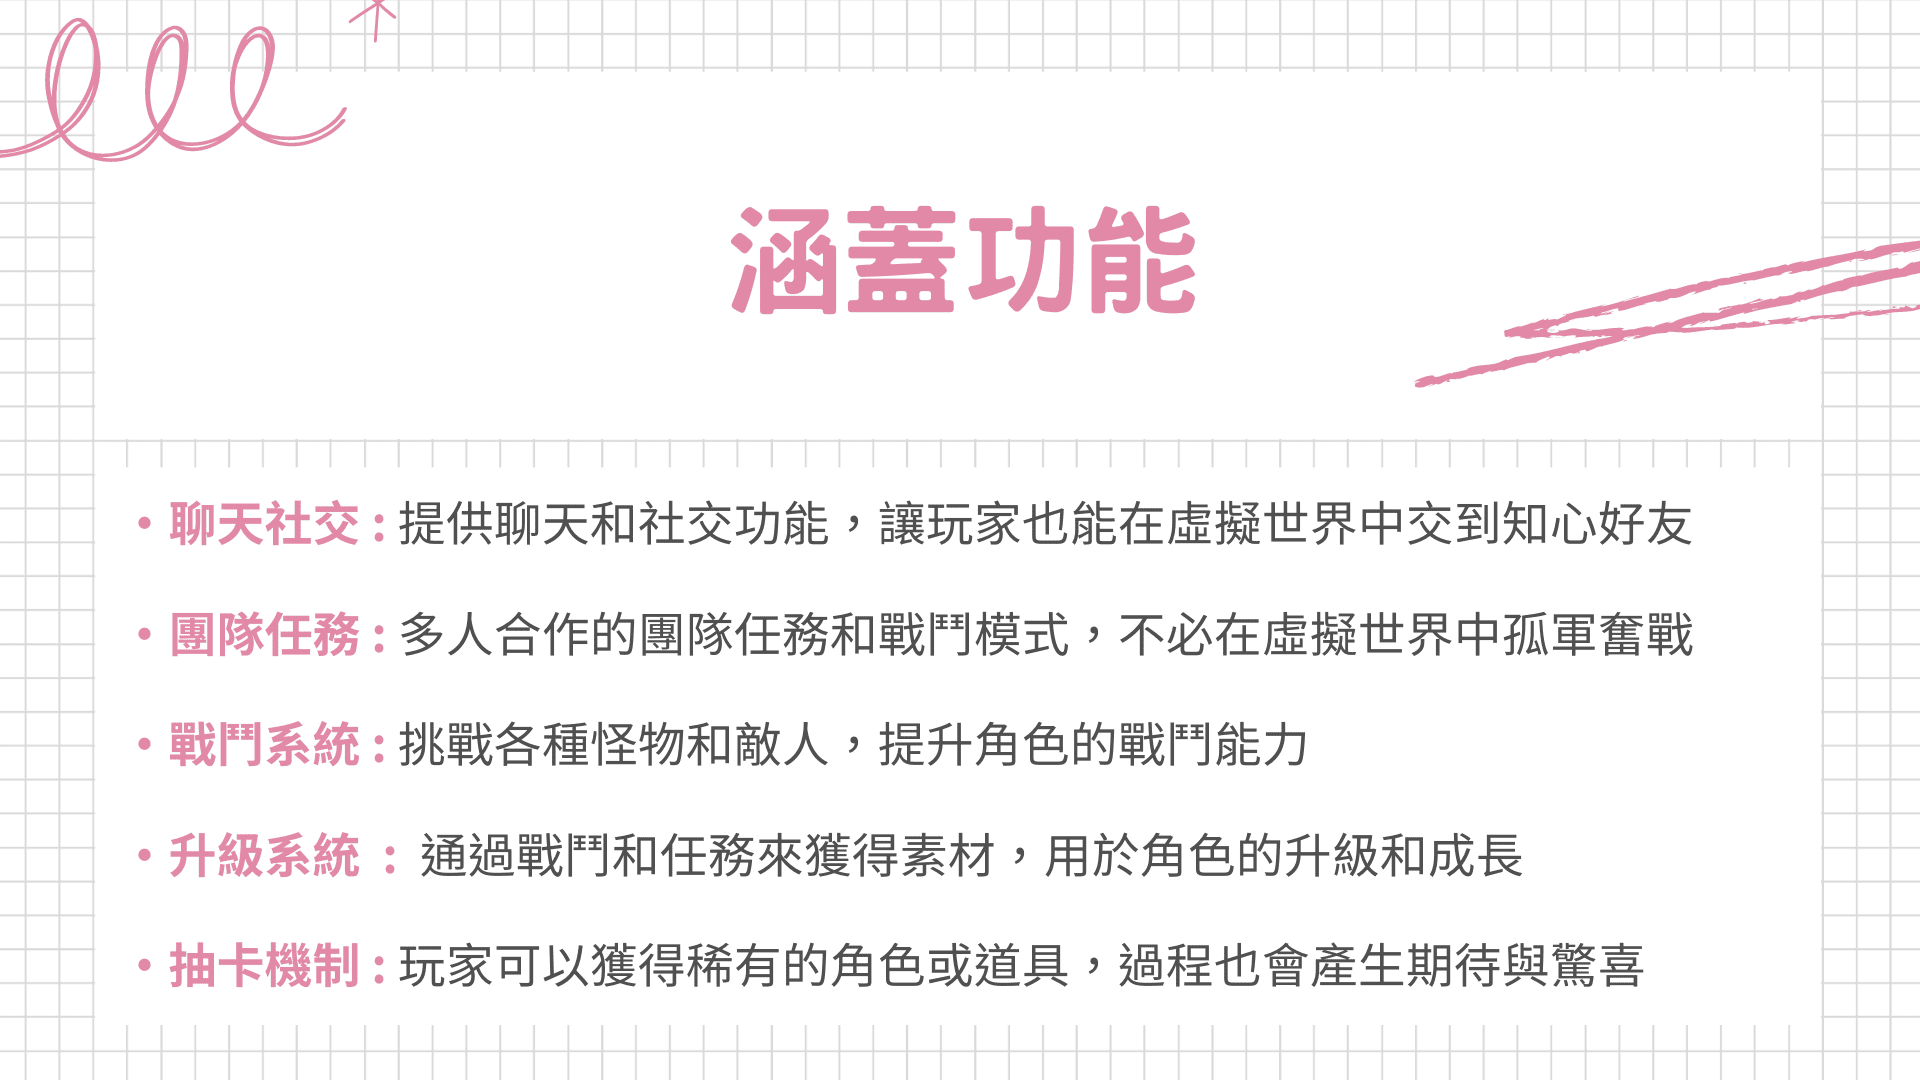 涵蓋功能
• 聊天社交 : 提供聊天和社交功能，讓玩家也能在虛擬世界中交到知心好友
• 團隊任務 : 多人合作的團隊任務和戰鬥模式，不必在虛擬世界中孤軍奮戰
• 戰鬥系統 : 挑戰各種怪物和敵人，提升角色的戰鬥能力
• 升級系統 : 通過戰鬥和任務來獲得素材，用於角色的升級和成長
• 抽卡機制 : 玩家可以獲得稀有的角色或道具，過程也會產生期待與驚喜